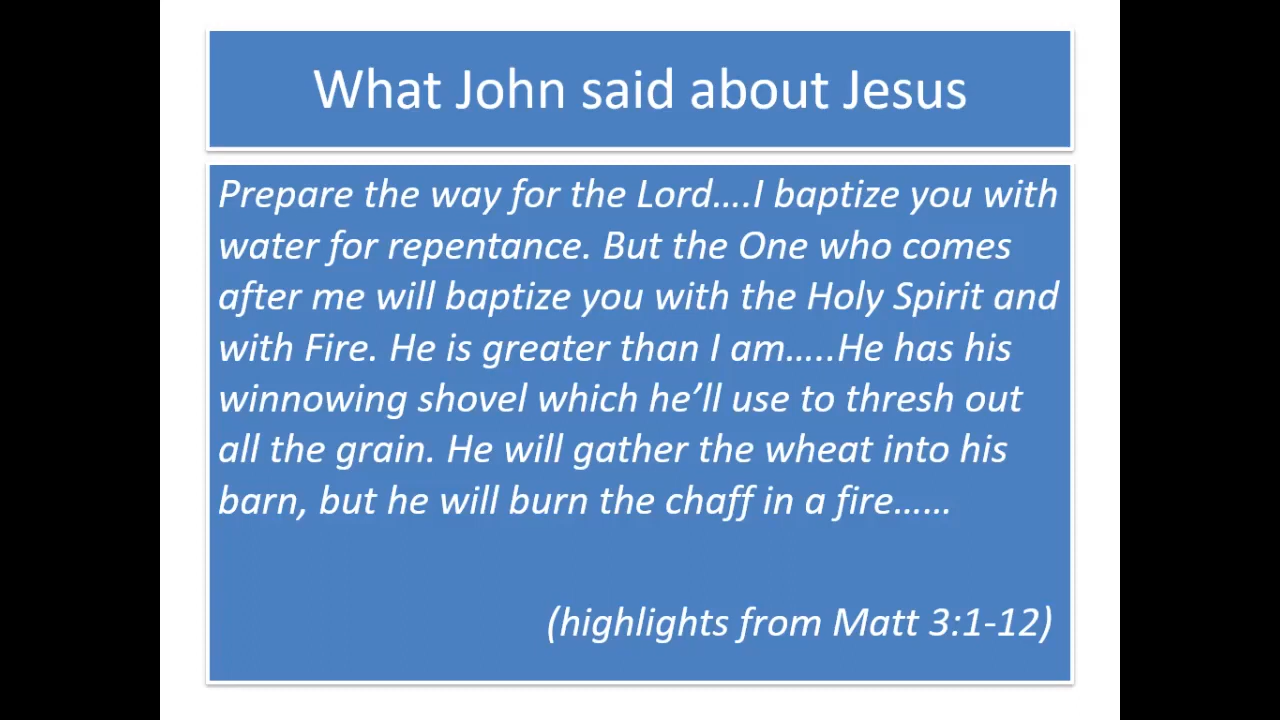 What John said about Jesus
Prepare the way for the Lord….I baptize you with
water for repentance. But the One who comes
after me will baptize you with the Holy Spirit and
with Fire. He is greater than I am…..He has his
winnowing shovel which he’ll use to thresh out
all the grain. He will gather the wheat into his
barn, but he will burn the chaff in a fire……
(highlights from Matt 3:1-12)